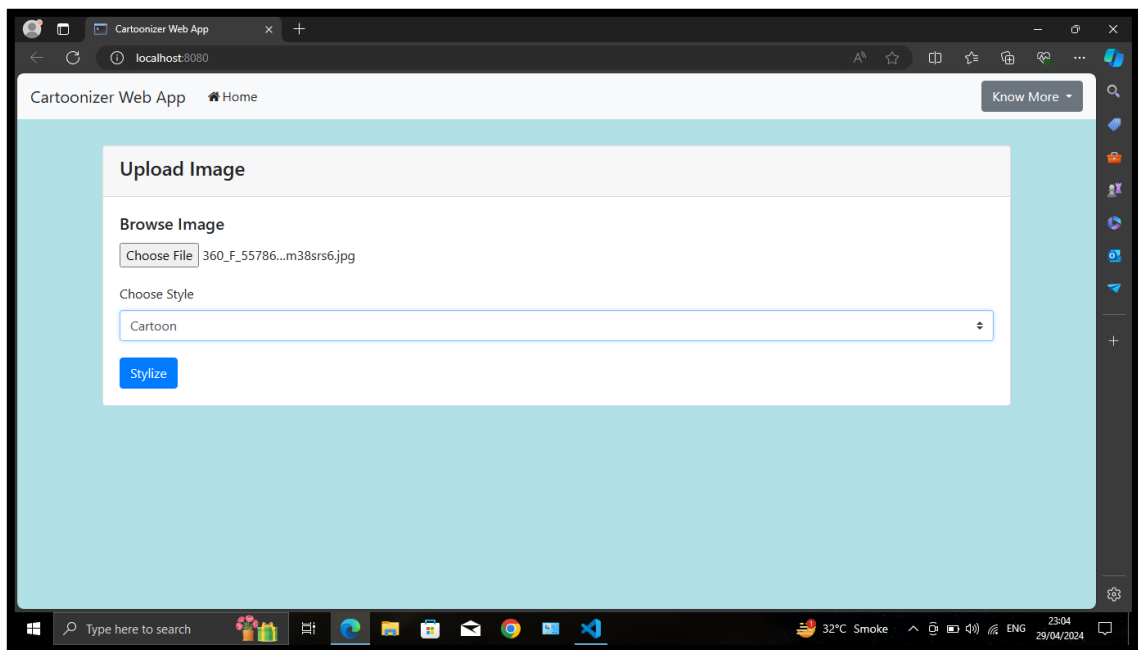 Cartoonizer Web App
localhost:8080
Cartoonizer Web App Home Know More
Upload Image
Browse Image
Choose File 360_F_55786...m38srs6.jpg
Choose Style
Cartoon
Stylize
Type here to search 32°C Smoke ENG 23:04
29/04/2024